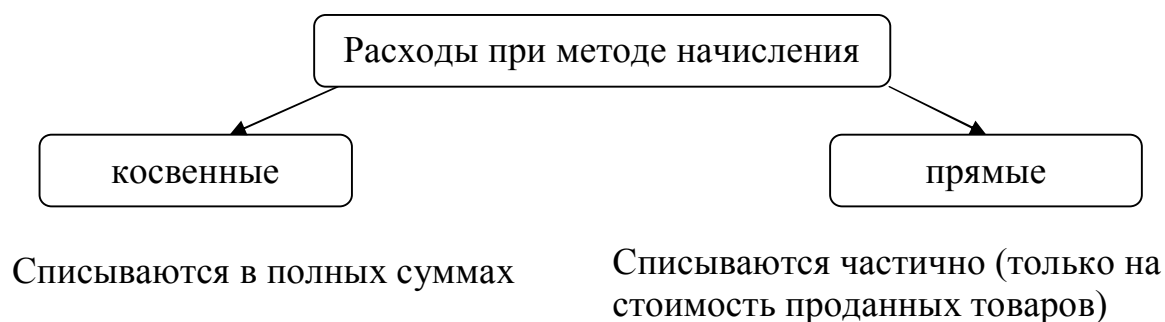 Расходы при методе начисления
косвенные
прямые
Списываются в полных суммах
Списываются частично (только на
стоимость проданных товаров)